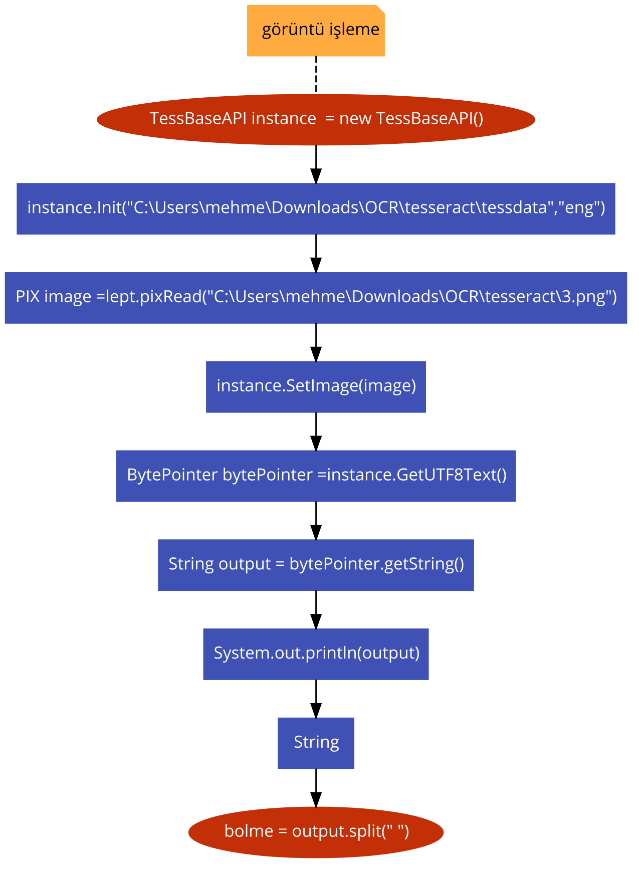 görüntü işleme
TessBaseAPI instance  = new TessBaseAPI()
instance.Init("C:\Users\mehme\Downloads\OCR\tesseract\tessdata","eng")
PIX image =lept.pixRead("C:\Users\mehme\Downloads\OCR\tesseract\3.png")
instance.SetImage(image)
BytePointer bytePointer =instance.GetUTF8Text()
String output = bytePointer.getString()
System.out.println(output)
String
bolme = output.split(" ")